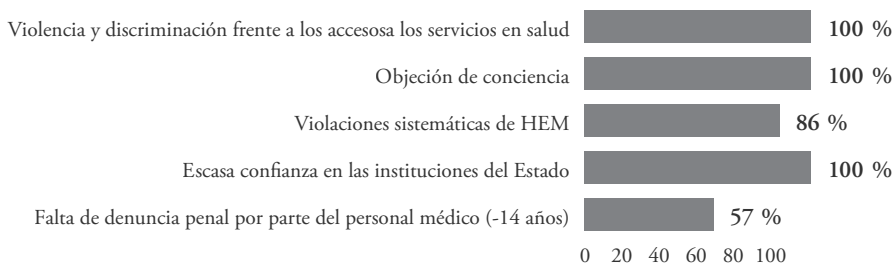 Violencia y discriminación frente a los accesosa los servicios en salud 100 %
Objeción de conciencia 100 %
Violaciones sistemáticas de HEM 86 %
Escasa confianza en las instituciones del Estado 100 %
Falta de denuncia penal por parte del personal médico (-14 años) 57 %
0 20 40 60 80 100